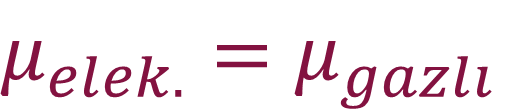 μelek. = μgazlı